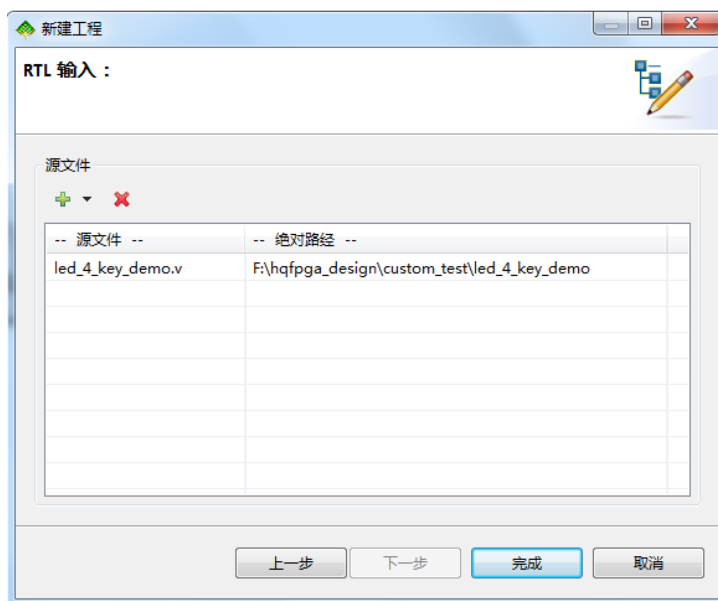 新建工程
RTL 输入：
源文件
-- 源文件 -- -- 绝对路经 --
led_4_key_demo.v F:\hqfpga_design\custom_test\led_4_key_demo
上一步 下一步 完成 取消